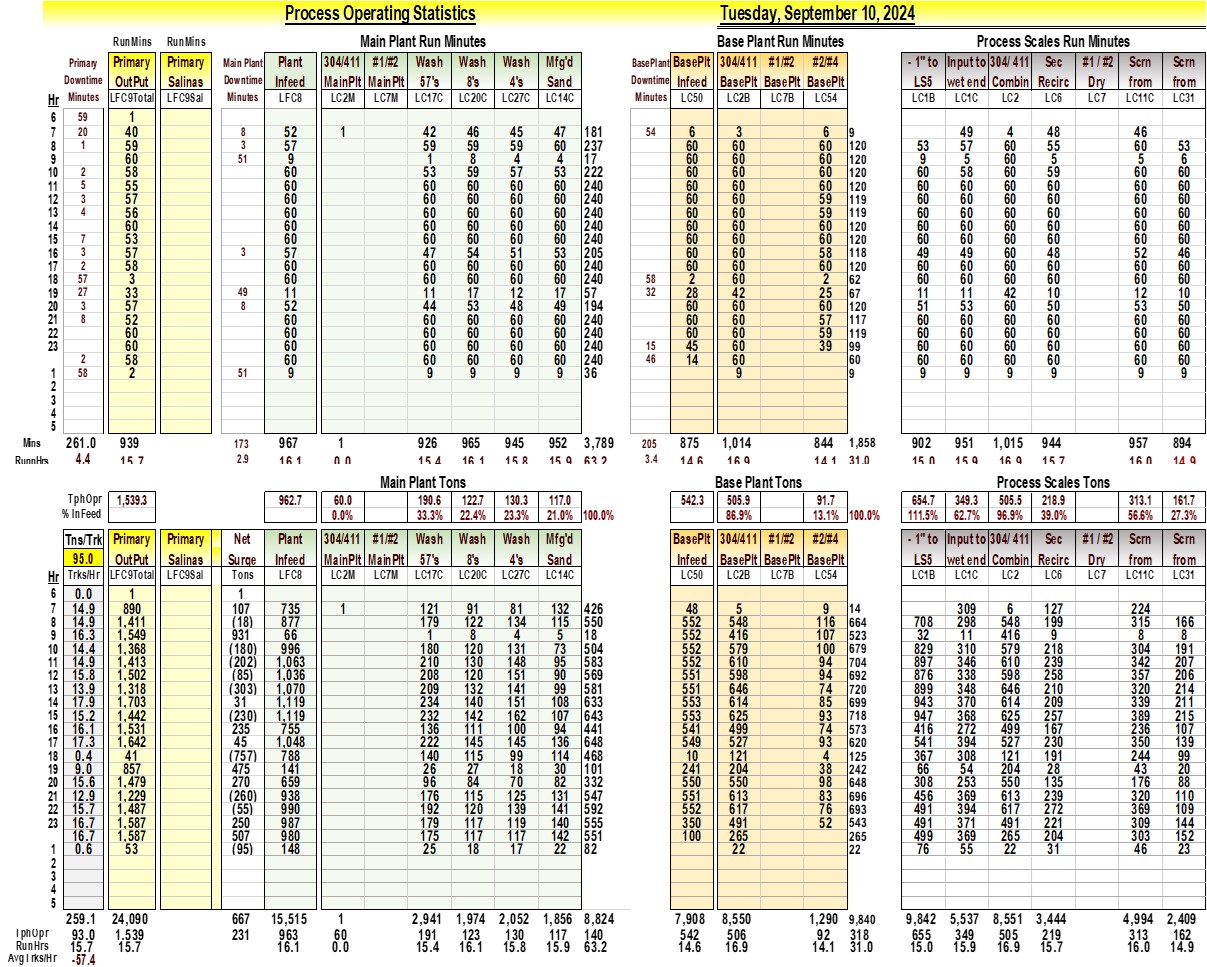 Process Operating Statistics Tuesday, September 10, 2024
RunMins RunMins Main Plant Run Minutes Base Plant Run Minutes Process Scales Run Minutes
Primary Primary Primary Main Plant Plant 304/411 #1/#2 Wash Wash Wash Mfg'd BasePlant BasePlt 304/411 #1/#2 #2/#4 - 1" to Input to 304/ 411 Sec #1 / #2 Scrn Scrn
Downtime OutPut Salinas Downtime Infeed MainPlt MainPlt 57's 8's 4's Sand Downtime Infeed BasePlt BasePlt BasePlt LS5 wet end Combin Recirc Dry from from
Hr Minutes LFC9Total LFC9Sal Minutes LFC8 LC2M LC7M LC17C LC20C LC27C LC14C Minutes LC50 LC2B LC7B LC54 LC1B LC1C LC2 LC6 LC7 LC11C LC31
6 59 1
7 20 40 8 52 1 42 46 45 47 181 54 6 3 6 9 49 4 48 46
8 1 59 3 57 59 59 59 60 237 60 60 60 120 53 57 60 55 60 53
9 60 51 9 1 8 4 4 17 60 60 60 120 9 5 60 5 5 6
10 2 58 60 53 59 57 53 222 60 60 60 120 60 58 60 59 60 60
11 5 55 60 60 60 60 60 240 60 60 60 120 60 60 60 60 60 60
12 3 57 60 60 60 60 60 240 60 60 59 119 60 60 60 60 60 60
13 4 56 60 60 60 60 60 240 60 60 59 119 60 60 60 60 60 60
14 60 60 60 60 60 60 240 60 60 60 120 60 60 60 60 60 60
15 7 53 60 60 60 60 60 240 60 60 60 120 60 60 60 60 60 60
16 3 57 3 57 47 54 51 53 205 60 60 58 118 49 49 60 48 52 46
17 2 58 60 60 60 60 60 240 60 60 60 120 60 60 60 60 60 60
18 57 3 60 60 60 60 60 240 58 2 60 2 62 60 60 60 60 60 60
19 27 33 49 11 11 17 12 17 57 32 28 42 25 67 11 11 42 10 12 10
20 3 57 8 52 44 53 48 49 194 60 60 60 120 51 53 60 50 53 50
21 8 52 60 60 60 60 60 240 60 60 57 117 60 60 60 60 60 60
22 60 60 60 60 60 60 240 60 60 59 119 60 60 60 60 60 60
23 60 60 60 60 60 60 240 15 45 60 39 99 60 60 60 60 60 60
2 58 60 60 60 60 60 240 46 14 60 60 60 60 60 60 60 60
1 58 2 51 9 9 9 9 9 36 9 9 9 9 9 9 9 9
2
3
4
5
Mins 261.0 939 173 967 1 926 965 945 952 3,789 205 875 1,014 844 1,858 902 951 1,015 944 957 894
RunnHrs 4.4 15.7 2.9 16.1 0.0 15.4 16.1 15.8 15.9 63.2 3.4 14.6 16.9 14.1 31.0 15.0 15.9 16.9 15.7 16.0 14.9
Main Plant Tons Base Plant Tons Process Scales Tons
TphOpr 1,539.3 962.7 60.0 190.6 122.7 130.3 117.0 542.3 505.9 91.7 654.7 349.3 505.5 218.9 313.1 161.7
% InFeed 0.0% 33.3% 22.4% 23.3% 21.0% 100.0% 86.9% 13.1% 100.0% 111.5% 62.7% 96.9% 39.0% 56.6% 27.3%
Tns/Trk Primary Primary Net Plant 304/411 #1/#2 Wash Wash Wash Mfg'd BasePlt 304/411 #1/#2 #2/#4 - 1" to Input to 304/ 411 Sec #1 / #2 Scrn Scrn
95.0 OutPut Salinas Surge Infeed MainPlt MainPlt 57's 8's 4's Sand Infeed BasePlt BasePlt BasePlt LS5 wet end Combin Recirc Dry from from
Hr Trks/Hr LFC9Total LFC9Sal Tons LFC8 LC2M LC7M LC17C LC20C LC27C LC14C LC50 LC2B LC7B LC54 LC1B LC1C LC2 LC6 LC7 LC11C LC31
6 0.0 1 1
7 14.9 890 107 735 1 121 91 81 132 426 48 5 9 14 309 6 127 224
8 14.9 1,411 (18) 877 179 122 134 115 550 552 548 116 664 708 298 548 199 315 166
9 16.3 1,549 931 66 1 8 4 5 18 552 416 107 523 32 11 416 9 8 8
10 14.4 1,368 (180) 996 180 120 131 73 504 552 579 100 679 829 310 579 218 304 191
11 14.9 1,413 (202) 1,063 210 130 148 95 583 552 610 94 704 897 346 610 239 342 207
12 15.8 1,502 (85) 1,036 208 120 151 90 569 551 598 94 692 876 338 598 258 357 206
13 13.9 1,318 (303) 1,070 209 132 141 99 581 551 646 74 720 899 348 646 210 320 214
14 17.9 1,703 31 1,119 234 140 151 108 633 553 614 85 699 943 370 614 209 339 211
15 15.2 1,442 (230) 1,119 232 142 162 107 643 553 625 93 718 947 368 625 257 389 215
16 16.1 1,531 235 755 136 111 100 94 441 541 499 74 573 416 272 499 167 236 107
17 17.3 1,642 45 1,048 222 145 145 136 648 549 527 93 620 541 394 527 230 350 139
18 0.4 41 (757) 788 140 115 99 114 468 10 121 4 125 367 308 121 191 244 99
19 9.0 857 475 141 26 27 18 30 101 241 204 38 242 66 54 204 28 43 20
20 15.6 1,479 270 659 96 84 70 82 332 550 550 98 648 308 253 550 135 176 88
21 12.9 1,229 (260) 938 176 115 125 131 547 551 613 83 696 456 369 613 239 320 110
22 15.7 1,487 (55) 990 192 120 139 141 592 552 617 76 693 491 394 617 272 369 109
23 16.7 1,587 250 987 179 117 119 140 555 350 491 52 543 491 371 491 221 309 144
16.7 1,587 507 980 175 117 117 142 551 100 265 265 499 369 265 204 303 152
1 0.6 53 (95) 148 25 18 17 22 82 22 22 76 55 22 31 46 23
2
3
4
5
259.1 24,090 667 15,515 1 2,941 1,974 2,052 1,856 8,824 7,908 8,550 1,290 9,840 9,842 5,537 8,551 3,444 4,994 2,409
TphOpr 93.0 1,539 231 963 60 191 123 130 117 140 542 506 92 318 655 349 505 219 313 162
RunHrs 15.7 15.7 16.1 0.0 15.4 16.1 15.8 15.9 63.2 14.6 16.9 14.1 31.0 15.0 15.9 16.9 15.7 16.0 14.9
AvgTrks/Hr -57.4